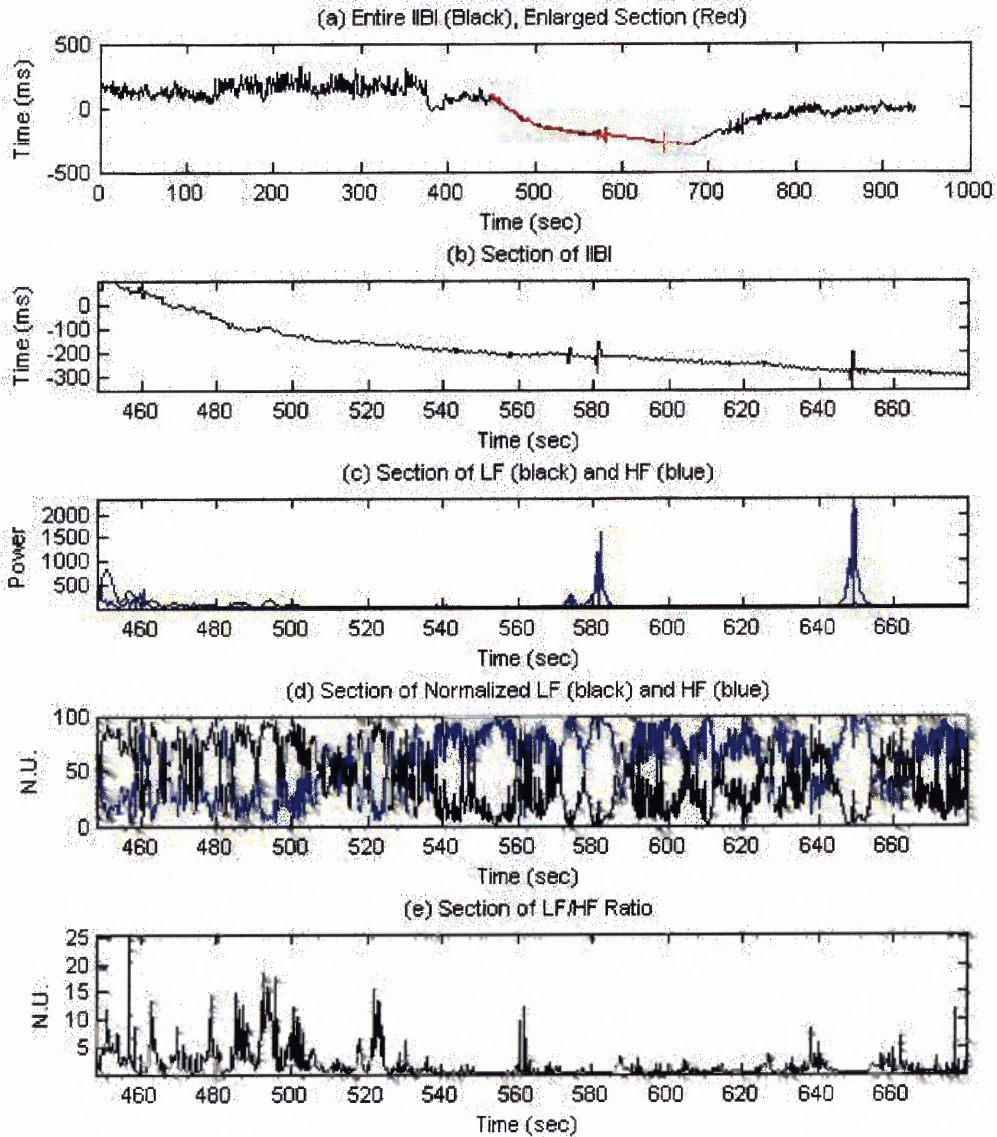 (a) Entire IIBI (Black), Enlarged Section (Red)
Time (ms)
500
0
-500
0 100 200 300 400 500 600 700 800 900 1000
Time (sec)
(b) Section of IIBI
Time (ms)
0
-100
-200
-300
460 480 500 520 540 560 580 600 620 640 660
Time (sec)
(c) Section of LF (black) and HF (blue)
Power
2000
1500
1000
500
460 480 500 520 540 560 580 600 620 640 660
Time (sec)
(d) Section of Normalized LF (black) and HF (blue)
N.U.
100
50
0
460 480 500 520 540 560 580 600 620 640 660
Time (sec)
(e) Section of LF/HF Ratio
N.U.
25
20
15
10
5
460 480 500 520 540 560 580 600 620 640 660
Time (sec)